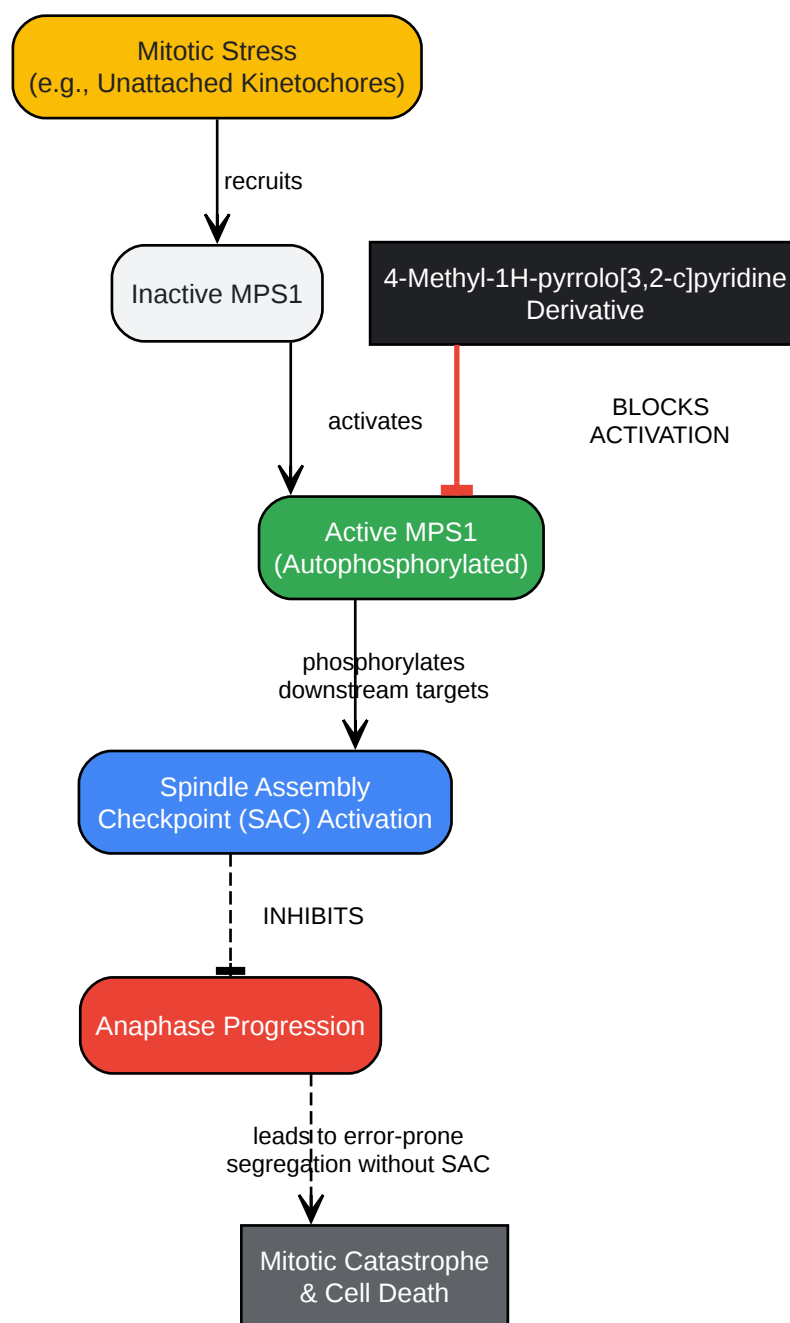 Mitotic Stress
(e.g., Unattached Kinetochores)
recruits
Inactive MPS1
4-Methyl-1H-pyrrolo[3,2-c]pyridine
Derivative
activates
BLOCKS
ACTIVATION
Active MPS1
(Autophosphorylated)
phosphorylates
downstream targets
Spindle Assembly
Checkpoint (SAC) Activation
INHIBITS
Anaphase Progression
leads to error-prone
segregation without SAC
Mitotic Catastrophe
& Cell Death